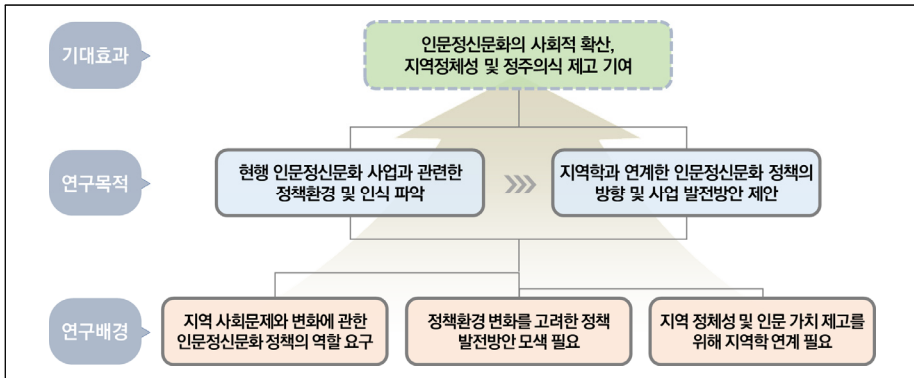 기대효과
인문정신문화의 사회적 확산,
지역정체성 및 정주의식 제고 기여
연구목적
현행 인문정신문화 사업과 관련한
정책환경 및 인식 파악
지역학과 연계한 인문정신문화 정책의
방향 및 사업 발전방안 제안
연구배경
지역 사회문제와 변화에 관한
인문정신문화 정책의 역할 요구
정책환경 변화를 고려한 정책
발전방안 모색 필요
지역 정체성 및 인문 가치 제고를
위해 지역학 연계 필요